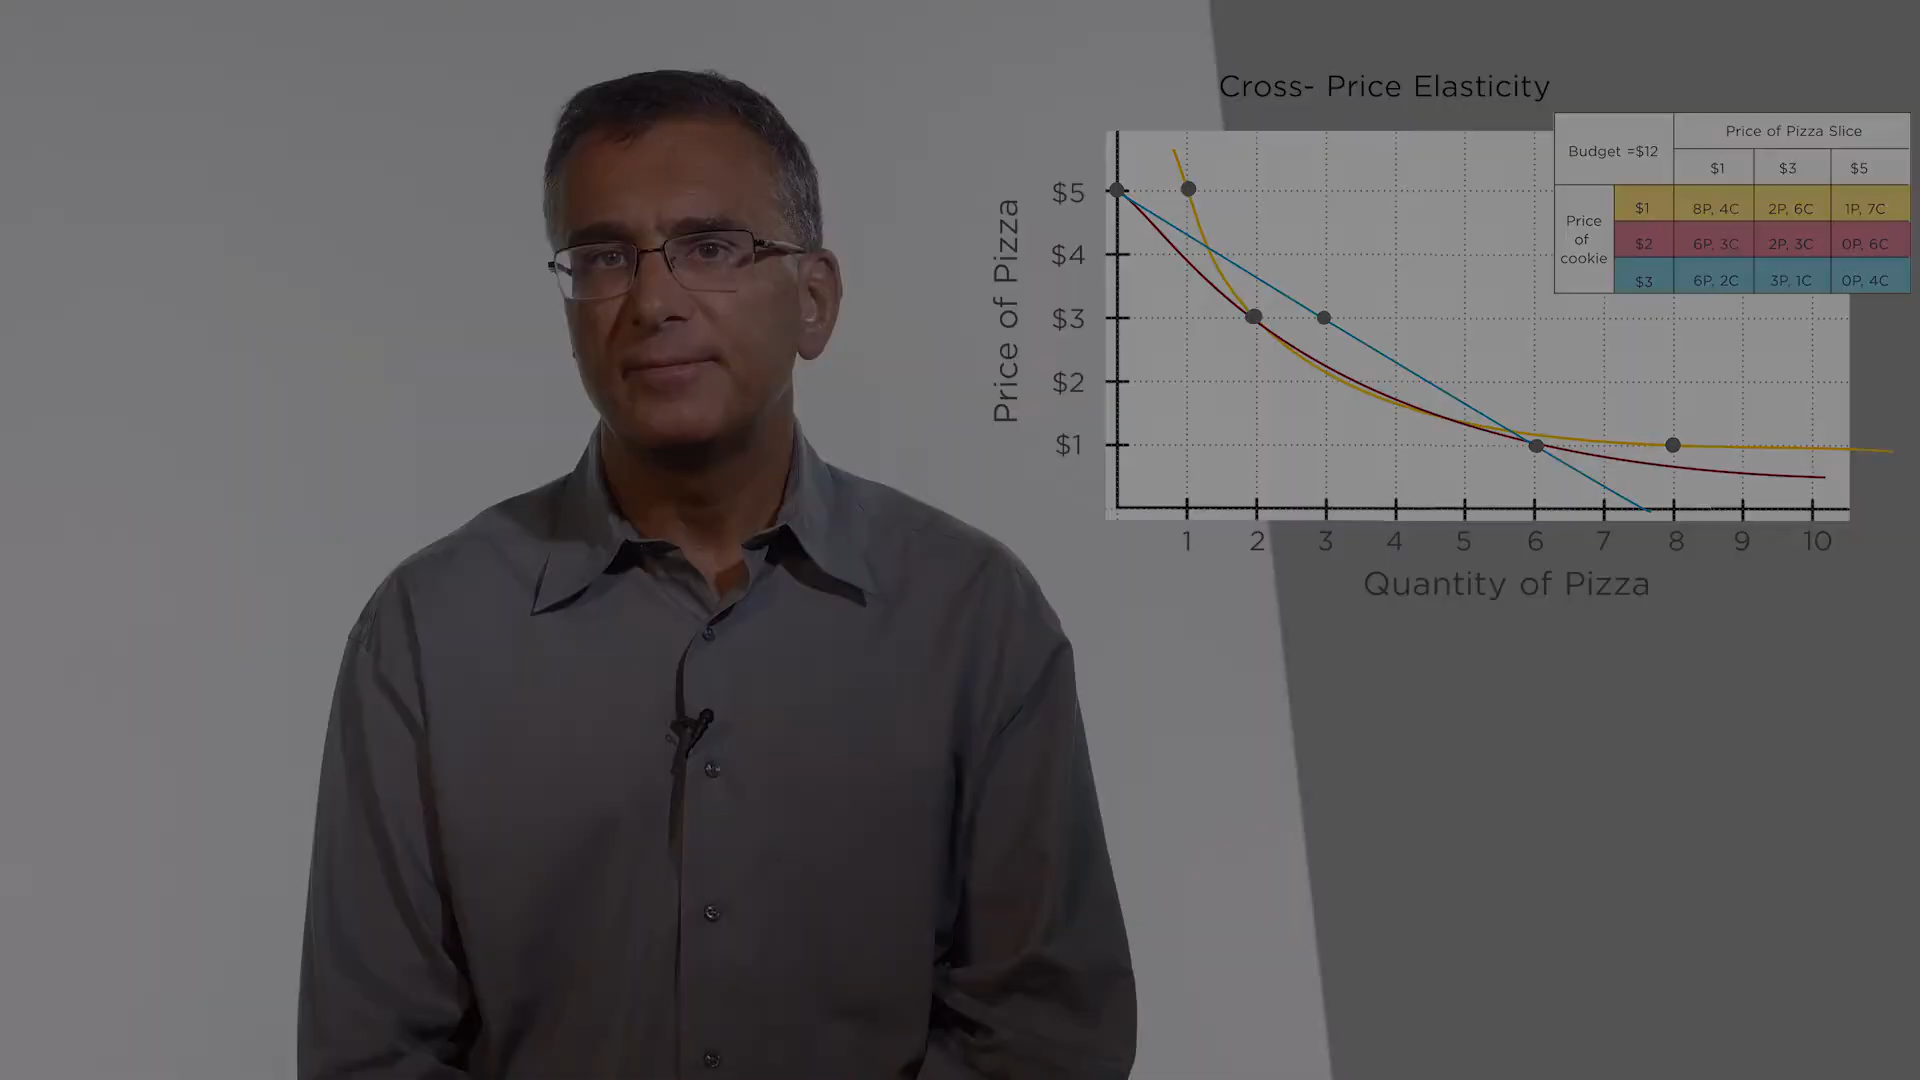 Cross- Price Elasticity
Budget =$12
Price of Pizza Slice
$1 $3 $5
Price of cookie
$1 8P, 4C 2P, 6C 1P, 7C
$2 6P, 3C 2P, 3C 0P, 6C
$3 6P, 2C 3P, 1C 0P, 4C
Price of Pizza
$5
$4
$3
$2
$1
1 2 3 4 5 6 7 8 9 10
Quantity of Pizza